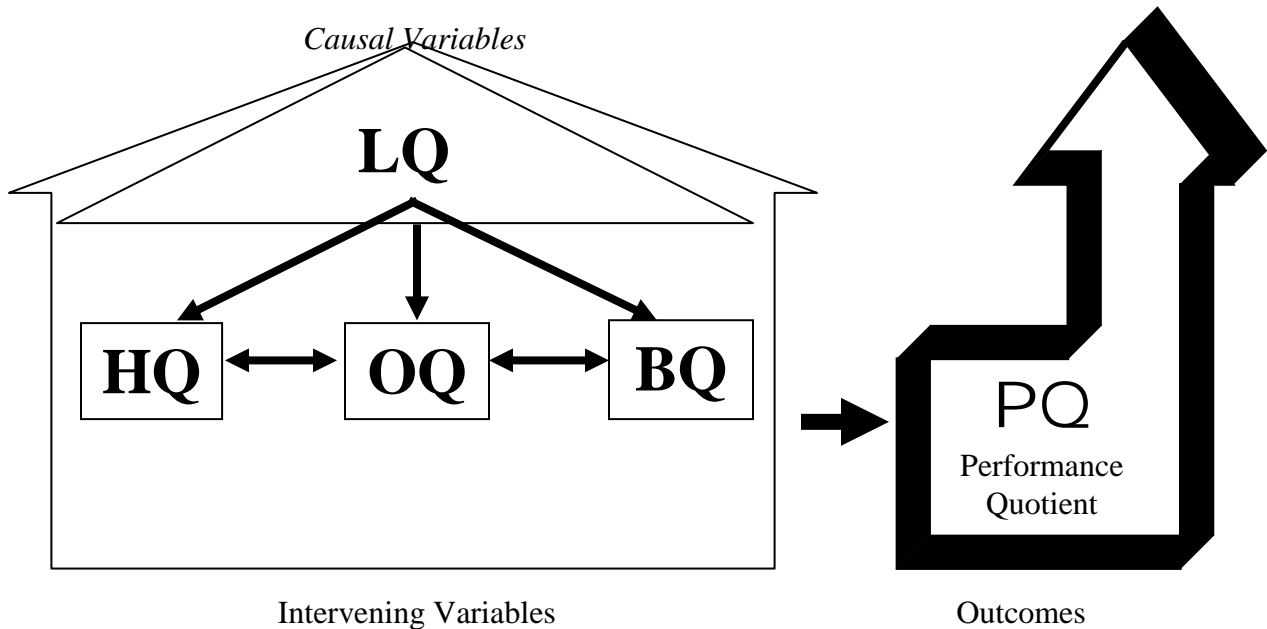 Causal Variables
LQ
HQ
OQ
BQ
PQ
Performance
Quotient
Intervening Variables
Outcomes